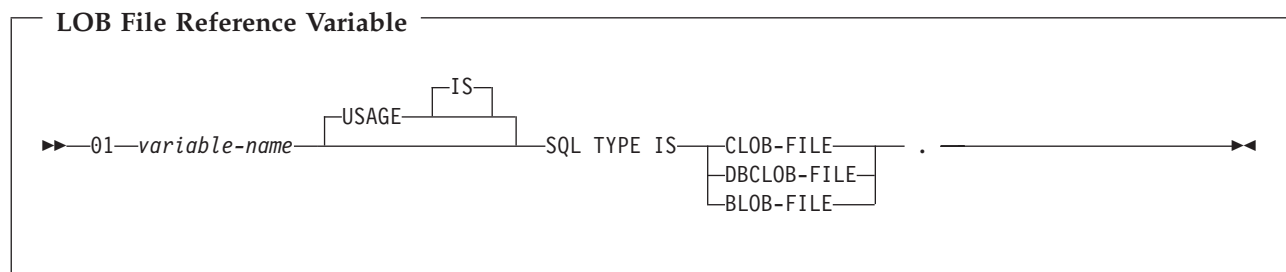 LOB File Reference Variable
IS
USAGE
01 variable-name SQL TYPE IS CLOB-FILE .
DBCLOB-FILE
BLOB-FILE